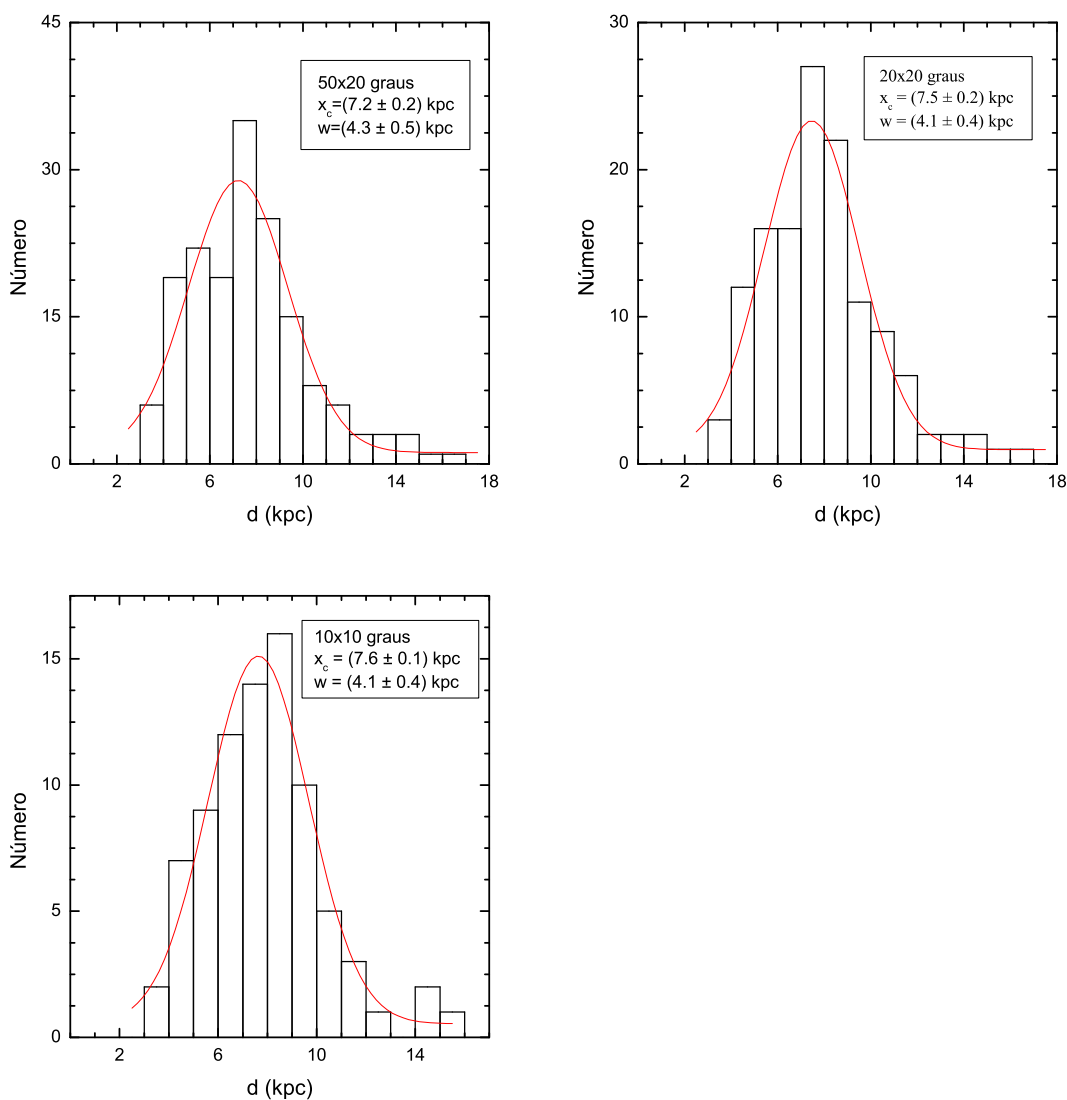 45
30
15
0
Número
50x20 graus
x_c=(7.2 ± 0.2) kpc
w=(4.3 ± 0.5) kpc
2 6 10 14 18
d (kpc)
30
20
10
0
Número
20x20 graus
x_c = (7.5 ± 0.2) kpc
w = (4.1 ± 0.4) kpc
2 6 10 14 18
d (kpc)
15
10
5
0
Número
10x10 graus
x_c = (7.6 ± 0.1) kpc
w = (4.1 ± 0.4) kpc
2 6 10 14
d (kpc)